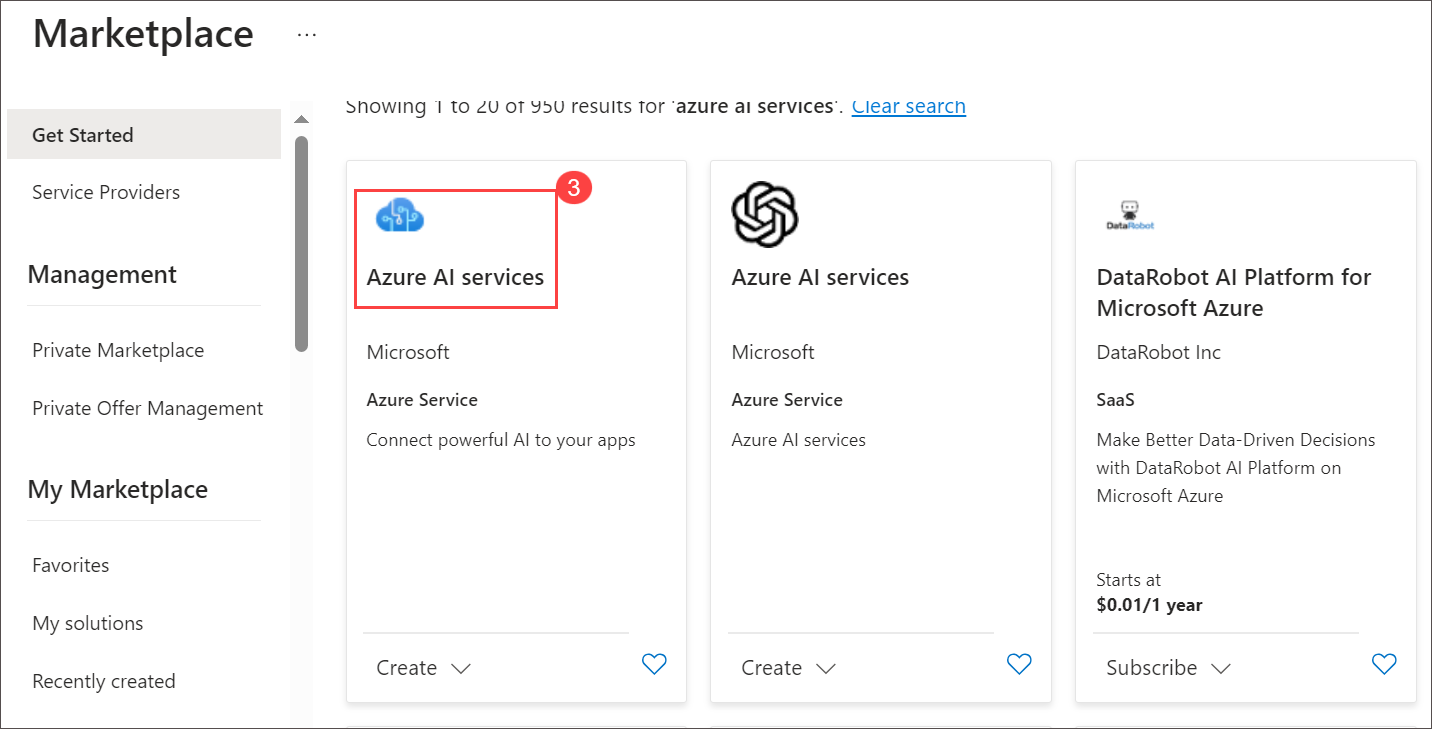 Marketplace
...
Showing 1 to 20 of 950 results for 'azure ai services'. Clear search
Get Started
Service Providers
Management
Private Marketplace
Private Offer Management
My Marketplace
Favorites
My solutions
Recently created
3
Azure AI services
Microsoft
Azure Service
Connect powerful AI to your apps
Create
Azure AI services
Microsoft
Azure Service
Azure AI services
Create
DataRobot
DataRobot AI Platform for
Microsoft Azure
DataRobot Inc
SaaS
Make Better Data-Driven Decisions
with DataRobot AI Platform on
Microsoft Azure
Starts at
$0.01/1 year
Subscribe